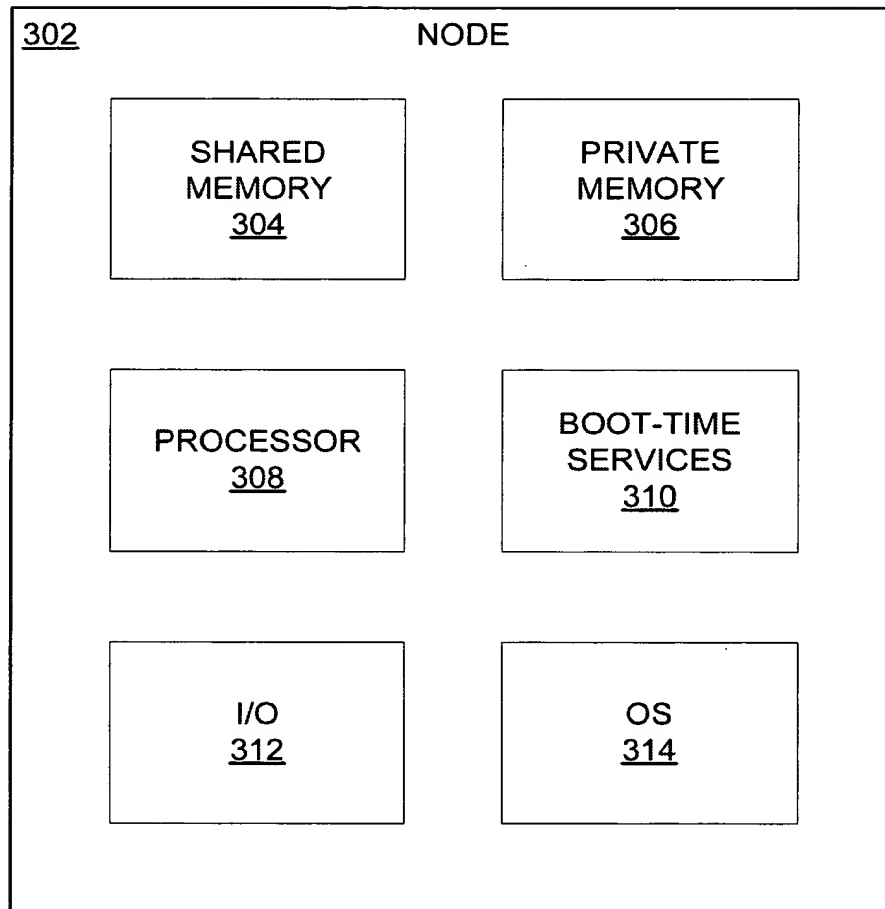 302 NODE
SHARED
MEMORY
304
PRIVATE
MEMORY
306
PROCESSOR
308
BOOT-TIME
SERVICES
310
I/O
312
OS
314